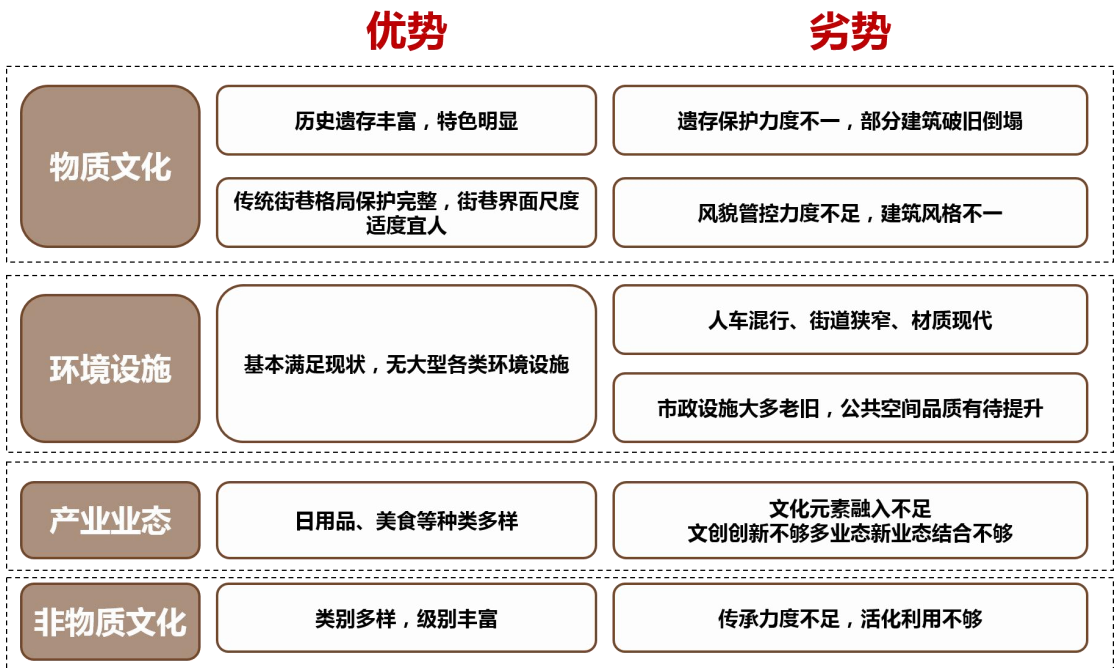 优势
劣势
物质文化
历史遗存丰富，特色明显
遗存保护力度不一，部分建筑破旧倒塌
传统街巷格局保护完整，街巷界面尺度
适度宜人
风貌管控力度不足，建筑风格不一
环境设施
基本满足现状，无大型各类环境设施
人车混行、街道狭窄、材质现代
市政设施大多老旧，公共空间品质有待提升
产业业态
日用品、美食等种类多样
文化元素融入不足
文创创新不够多业态新业态结合不够
非物质文化
类别多样，级别丰富
传承力度不足，活化利用不够